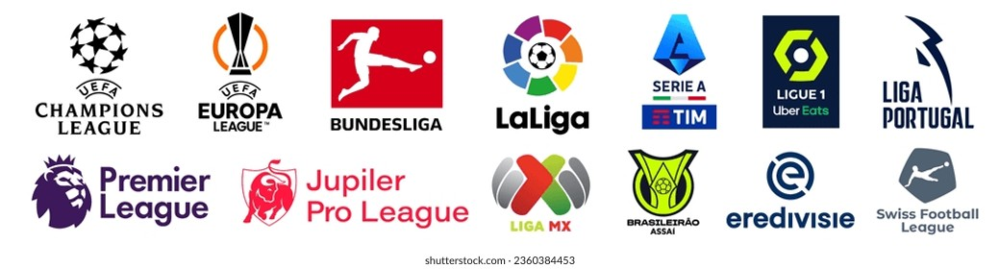 UEFA
CHAMPIONS
LEAGUE
UEFA
EUROPA
LEAGUE™
BUNDESLIGA
LaLiga
SERIE A
TIM
LIGUE 1
Uber Eats
LIGA
PORTUGAL
Premier
League
Jupiler
Pro League
LIGA MX
BRASILEIRÃO
ASSAÍ
eredivisie
Swiss Football
League
www.shutterstock.com · 2360384453